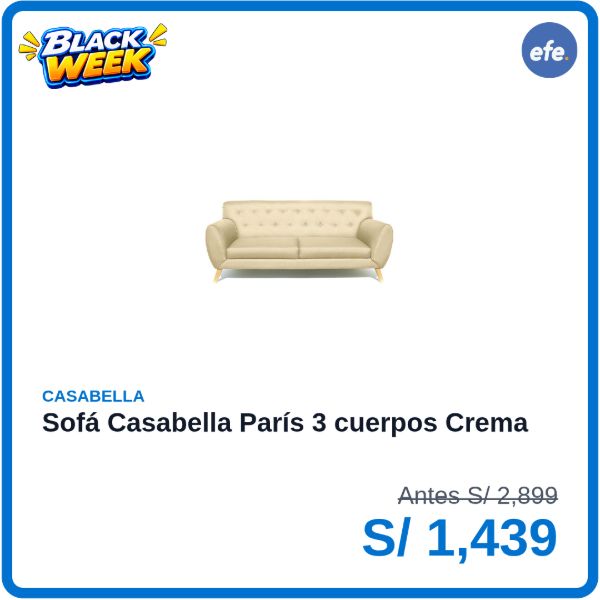 BLACK
WEEK
efe.
CASABELLA
Sofá Casabella París 3 cuerpos Crema
Antes S/ 2,899
S/ 1,439